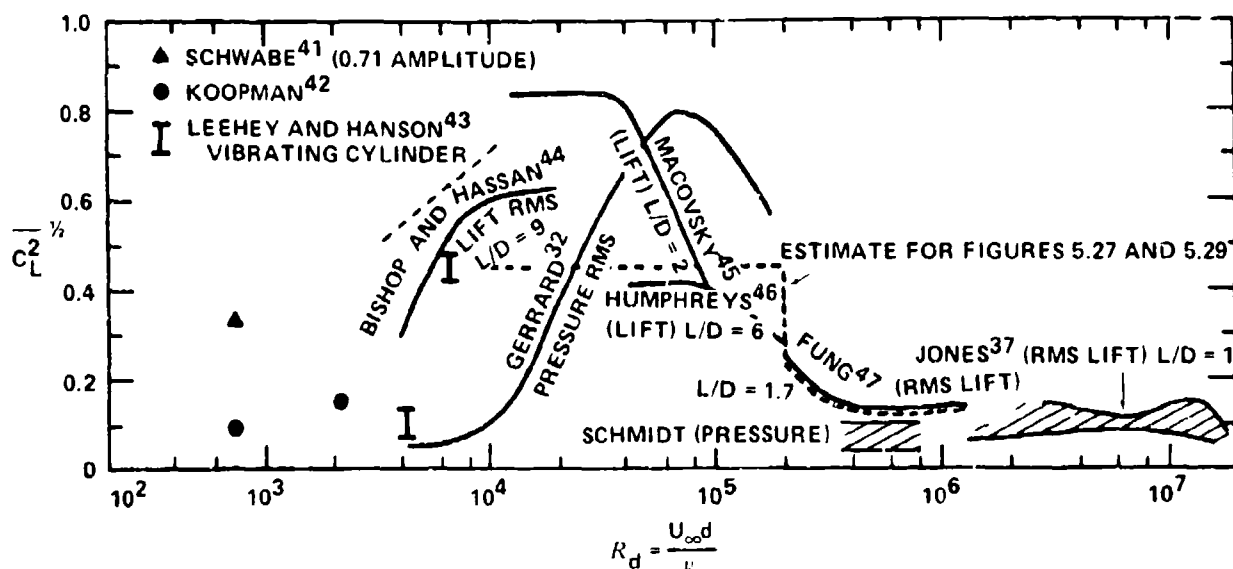 1.0
0.8
0.6
0.4
0.2
0
C_L^2 ½
▲ SCHWABE41 (0.71 AMPLITUDE)
● KOOPMAN42
LEEHEY AND HANSON43
VIBRATING CYLINDER
BISHOP AND HASSAN44
LIFT RMS
L/D = 9
GERRARD32
PRESSURE RMS
MACOVSKY45
(LIFT) L/D = 2
HUMPHREYS46
(LIFT) L/D = 6
ESTIMATE FOR FIGURES 5.27 AND 5.29
FUNG47
(RMS LIFT)
L/D = 1.7
JONES37 (RMS LIFT) L/D = 1
SCHMIDT (PRESSURE)
10^2
10^3
10^4
10^5
10^6
10^7
R_d = U_∞d